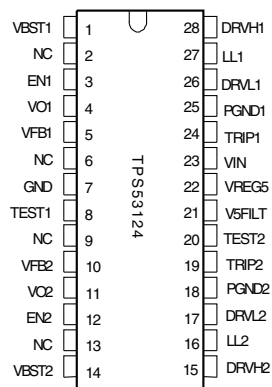 VBST1 1 28 DRVH1
NC 2 27 LL1
EN1 3 26 DRVL1
VO1 4 25 PGND1
VFB1 5 24 TRIP1
NC 6 23 VIN
GND 7 22 VREG5
TEST1 8 21 V5FILT
NC 9 20 TEST2
VFB2 10 19 TRIP2
VO2 11 18 PGND2
EN2 12 17 DRVL2
NC 13 16 LL2
VBST2 14 15 DRVH2
TPS53124